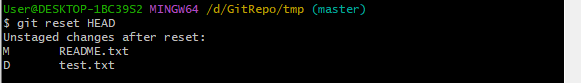 User@DESKTOP-1BC39S2 MINGW64 /d/GitRepo/tmp (master)
$ git reset HEAD
Unstaged changes after reset:
M       README.txt
D       test.txt